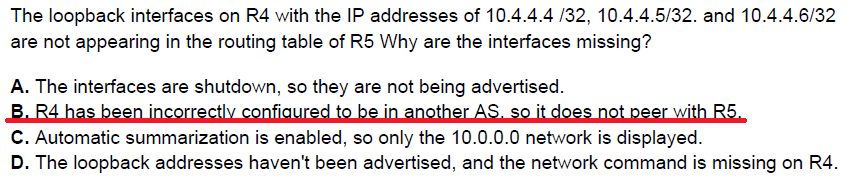 The loopback interfaces on R4 with the IP addresses of 10.4.4.4 /32, 10.4.4.5/32. and 10.4.4.6/32
are not appearing in the routing table of R5 Why are the interfaces missing?
A. The interfaces are shutdown, so they are not being advertised.
B. R4 has been incorrectly configured to be in another AS. so it does not peer with R5.
C. Automatic summarization is enabled, so only the 10.0.0.0 network is displayed.
D. The loopback addresses haven't been advertised, and the network command is missing on R4.